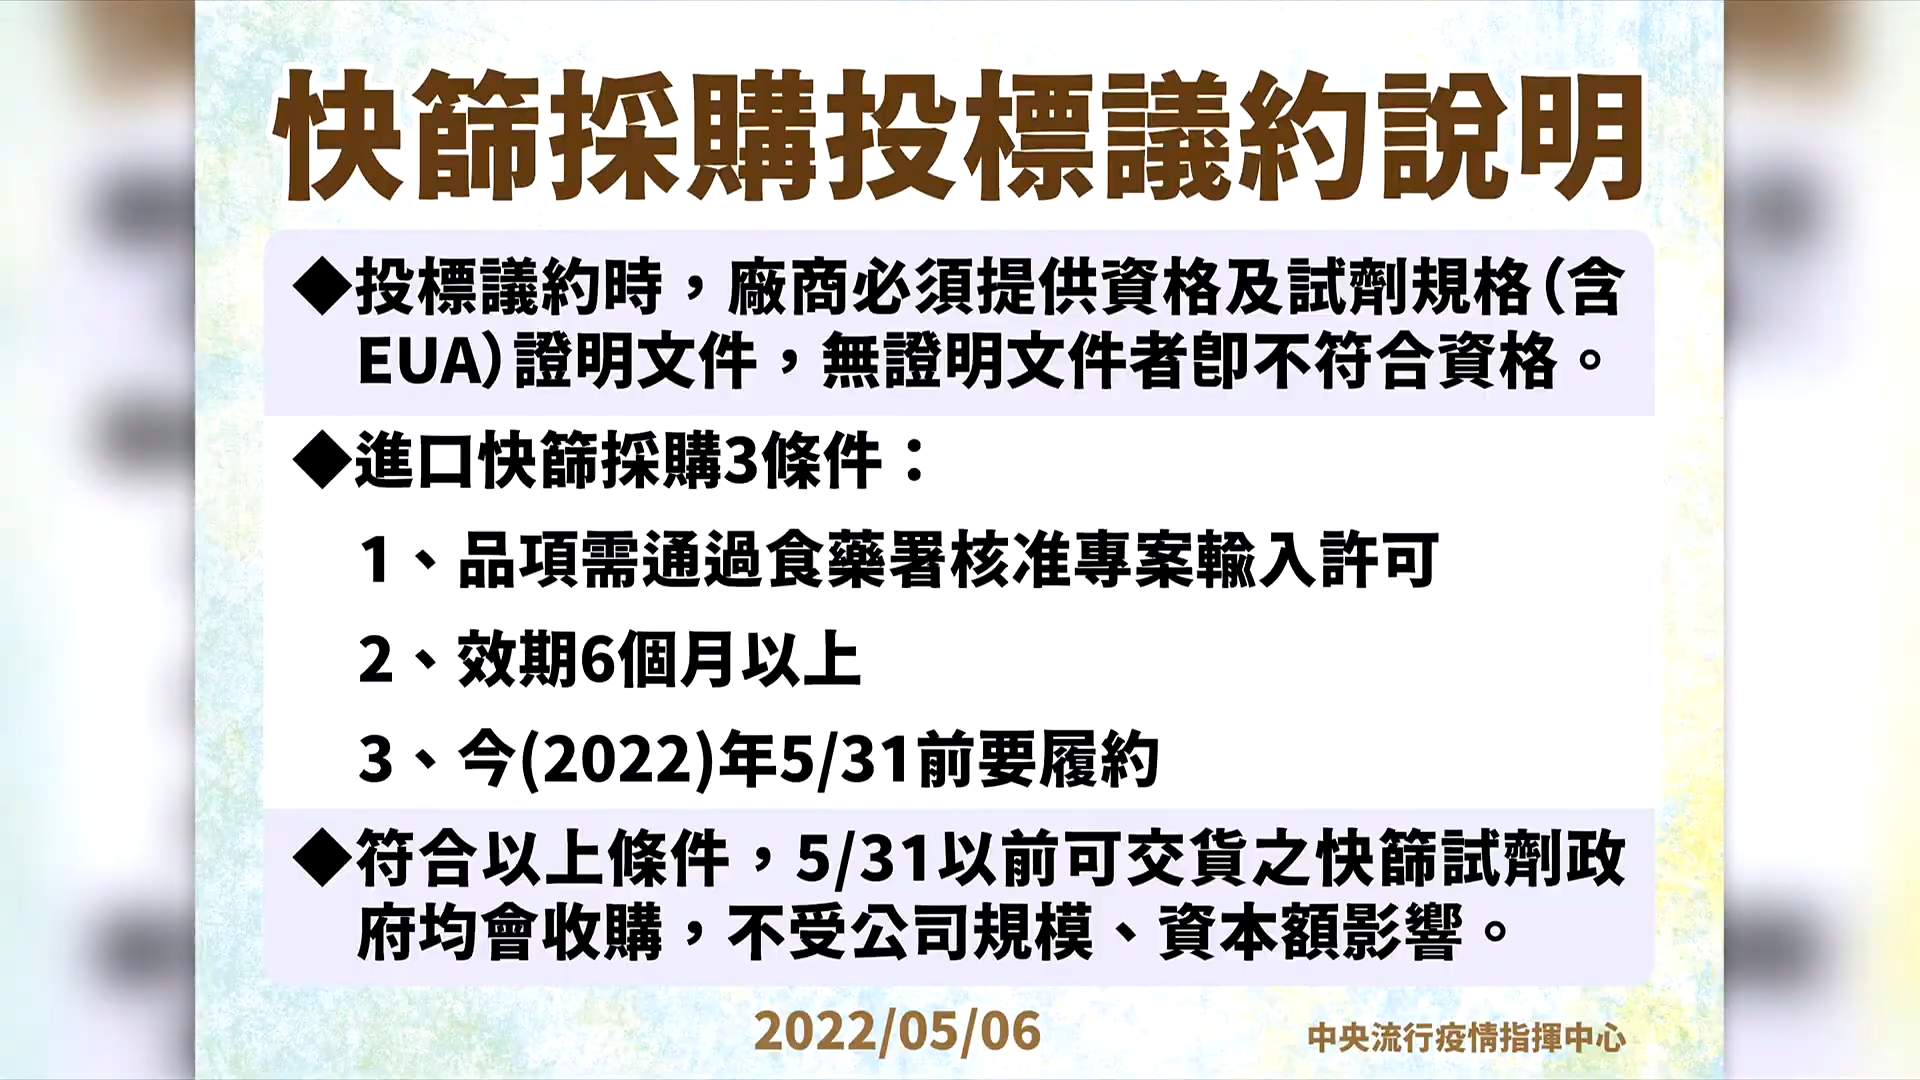 快篩採購投標議約說明
◆投標議約時，廠商必須提供資格及試劑規格(含
EUA)證明文件，無證明文件者即不符合資格。
◆進口快篩採購3條件：
1、品項需通過食藥署核准專案輸入許可
2、效期6個月以上
3、今(2022)年5/31前要履約
◆符合以上條件，5/31以前可交貨之快篩試劑政
府均會收購，不受公司規模、資本額影響。
2022/05/06
中央流行疫情指揮中心